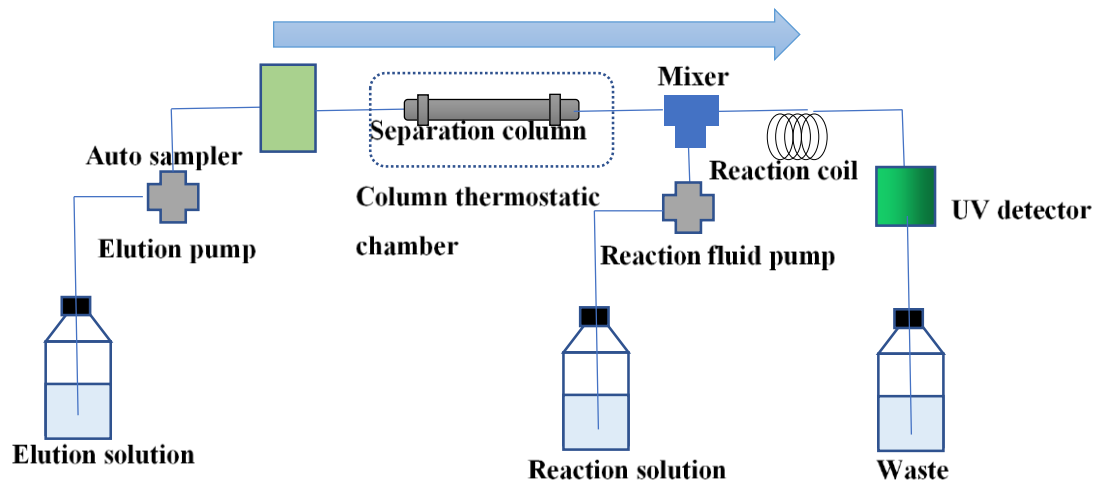 Mixer
Separation column
Auto sampler
Reaction coil
Column thermostatic
chamber
UV detector
Elution pump
Reaction fluid pump
Elution solution
Reaction solution
Waste